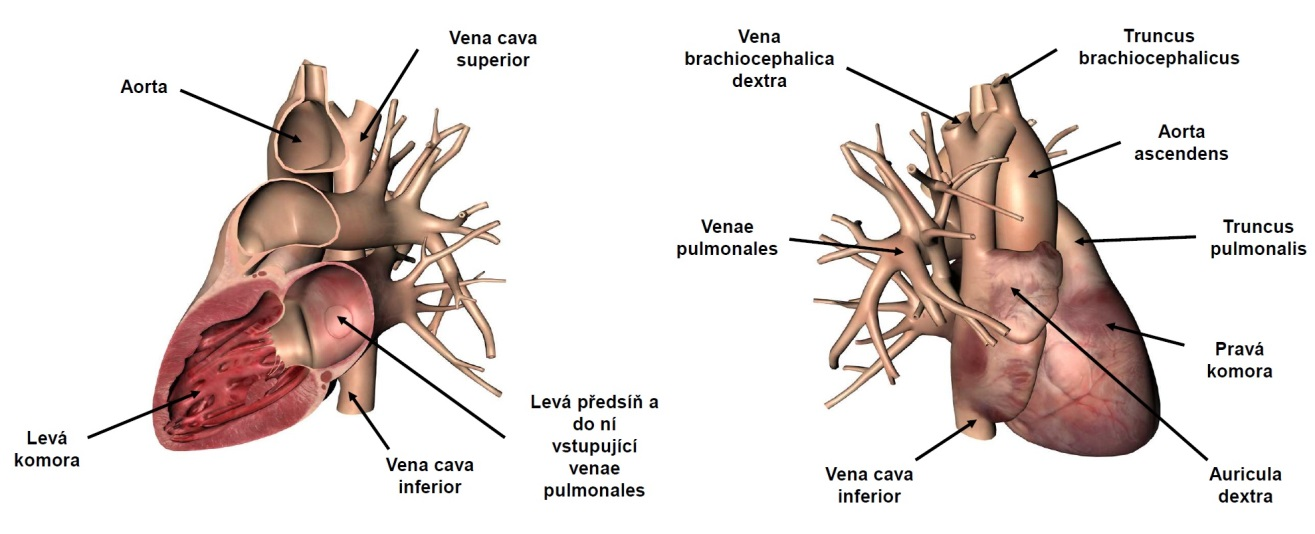 Vena cava
superior
Aorta
Levá
komora
Vena cava
inferior
Levá předsíň a
do ní
vstupující
venae
pulmonales
Vena
brachiocephalica
dextra
Truncus
brachiocephalicus
Aorta
ascendens
Venae
pulmonales
Truncus
pulmonalis
Pravá
komora
Vena cava
inferior
Auricula
dextra